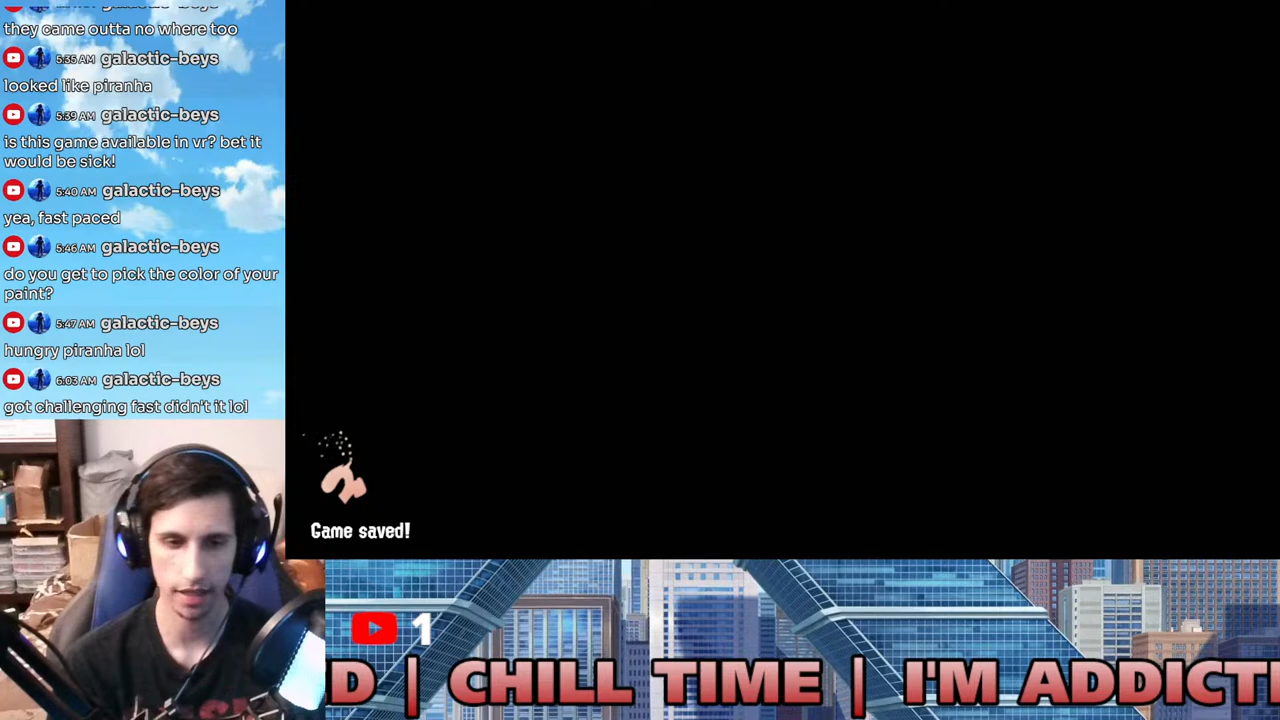 they came outta no where too
5:35 AM galactic-beys
looked like piranha
5:39 AM galactic-beys
is this game available in vr? bet it
would be sick!
5:40 AM galactic-beys
yea, fast paced
5:46 AM galactic-beys
do you get to pick the color of your
paint?
5:47 AM galactic-beys
hungry piranha lol
6:03 AM galactic-beys
got challenging fast didn't it lol
Game saved!
1
D | CHILL TIME | I'M ADDICTI